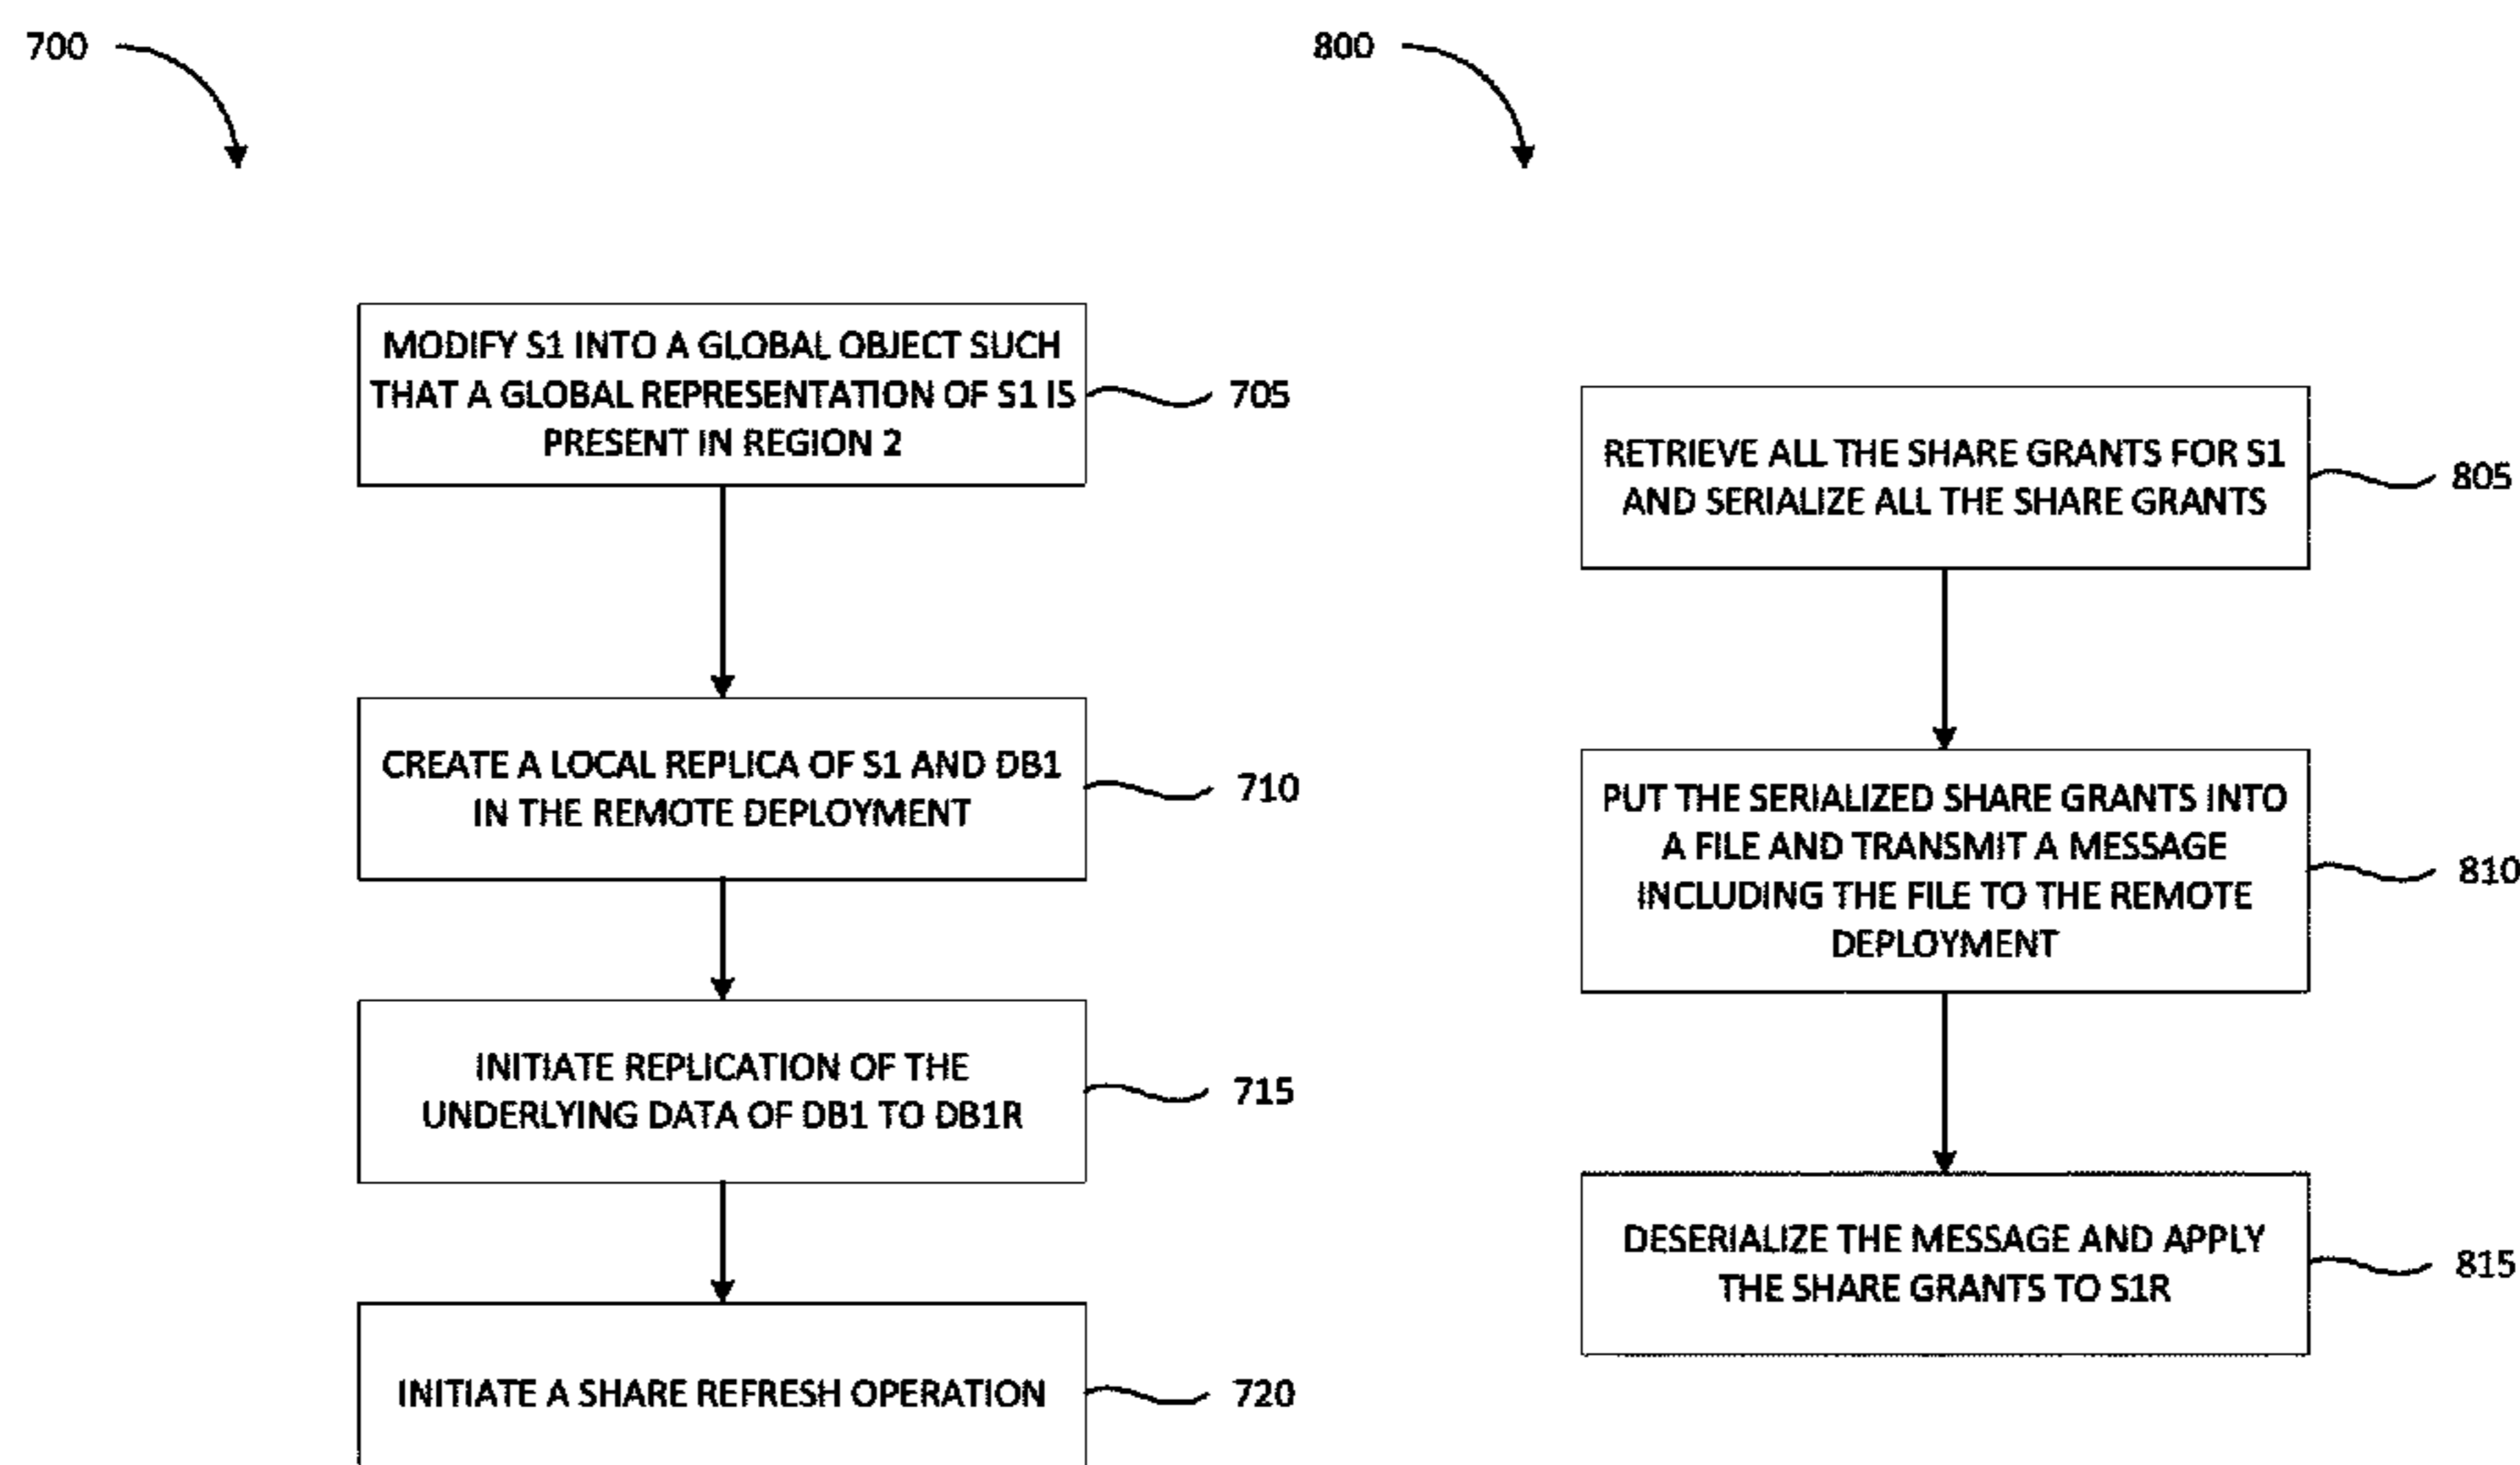 700
MODIFY S1 INTO A GLOBAL OBJECT SUCH
THAT A GLOBAL REPRESENTATION OF S1 IS
PRESENT IN REGION 2
705
CREATE A LOCAL REPLICA OF S1 AND DB1
IN THE REMOTE DEPLOYMENT
710
INITIATE REPLICATION OF THE
UNDERLYING DATA OF DB1 TO DB1R
715
INITIATE A SHARE REFRESH OPERATION
720
800
RETRIEVE ALL THE SHARE GRANTS FOR S1
AND SERIALIZE ALL THE SHARE GRANTS
805
PUT THE SERIALIZED SHARE GRANTS INTO
A FILE AND TRANSMIT A MESSAGE
INCLUDING THE FILE TO THE REMOTE
DEPLOYMENT
810
DESERIALIZE THE MESSAGE AND APPLY
THE SHARE GRANTS TO S1R
815